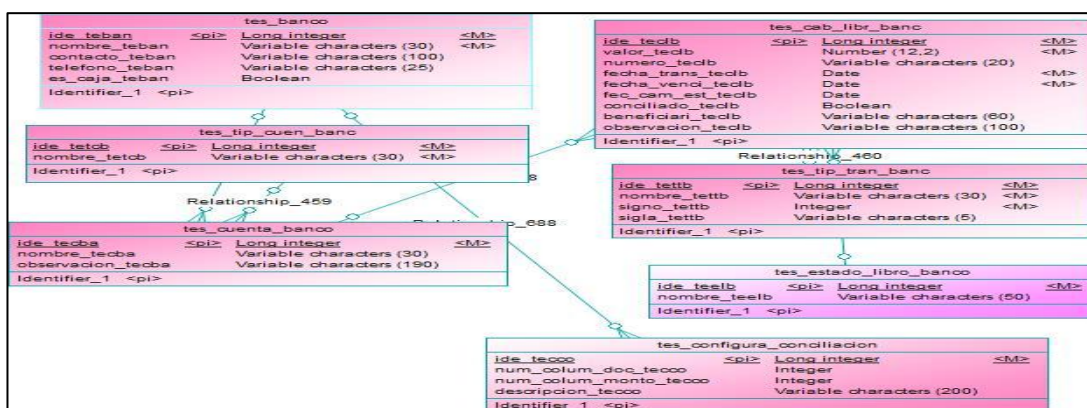 tes_banco
ide_teban <pi> Long integer <M>
nombre_teban Variable characters (30) <M>
contacto_teban Variable characters (100)
telefono_teban Variable characters (25)
es_caja_teban Boolean
Identifier_1 <pi>
tes_cab_libr_banc
ide_teclb <pi> Long integer <M>
valor_teclb Number (12,2) <M>
numero_teclb Variable characters (20)
fecha_trans_teclb Date <M>
fecha_venci_teclb Date <M>
fec_cam_est_teclb Date
conciliado_teclb Boolean
beneficiari_teclb Variable characters (60)
observacion_teclb Variable characters (100)
Identifier_1 <pi>
tes_tip_cuen_banc
ide_tetcb <pi> Long integer <M>
nombre_tetcb Variable characters (30) <M>
Identifier_1 <pi>
Relationship_460
tes_tip_tran_banc
ide_tettb <pi> Long integer <M>
nombre_tettb Variable characters (30) <M>
signo_tettb Integer <M>
sigla_tettb Variable characters (5)
Identifier_1 <pi>
Relationship_459
8
Relationship_688
tes_cuenta_banco
ide_tecba <pi> Long integer <M>
nombre_tecba Variable characters (30)
observacion_tecba Variable characters (190)
Identifier_1 <pi>
tes_estado_libro_banco
ide_teelb <pi> Long integer <M>
nombre_teelb Variable characters (50)
Identifier_1 <pi>
tes_configura_conciliacion
ide_tecco <pi> Long integer <M>
num_colum_doc_tecco Integer
num_colum_monto_tecco Integer
descripcion_tecco Variable characters (200)
Identifier_1 <pi>